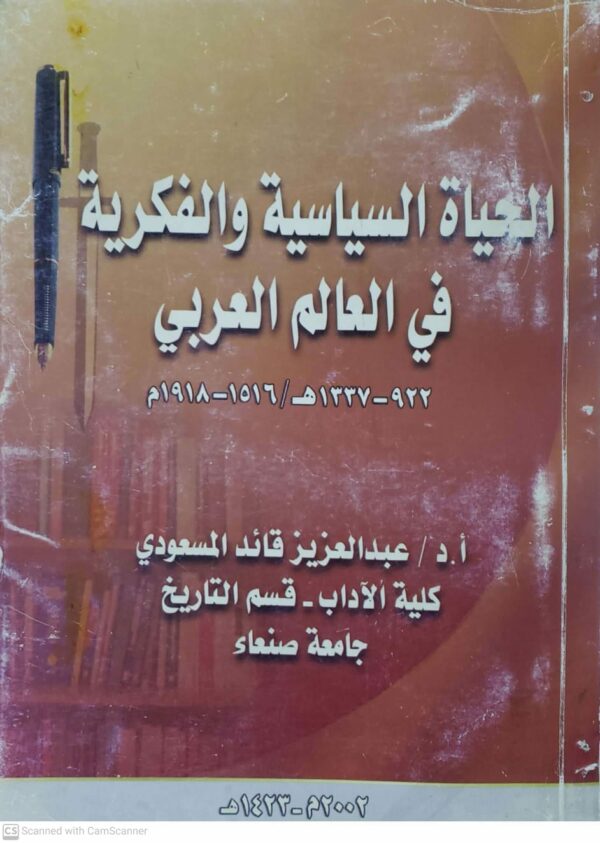 الحياة السياسية والفكرية
في العالم العربي
٩٢٢-١٣٣٧هـ/١٥١٦-١٩١٨م
أ.د/ عبدالعزيز قائد المسعودي
كلية الآداب - قسم التاريخ
جامعة صنعاء
٢٠٠٢م-١٤٢٣هـ
CS Scanned with CamScanner